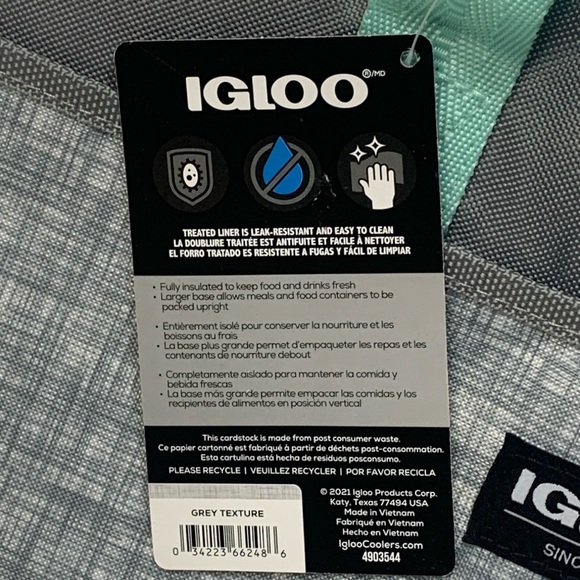 IGLOO®/MD
TREATED LINER IS LEAK-RESISTANT AND EASY TO CLEAN
LA DOUBLURE TRAITÉE EST ANTIFUITE ET FACILE À NETTOYER
EL FORRO TRATADO ES RESISTENTE A FUGAS Y FÁCIL DE LIMPIAR
• Fully insulated to keep food and drinks fresh
• Larger base allows meals and food containers to be
packed upright
• Entièrement isolé pour conserver la nourriture et les
boissons au frais
• La base plus grande permet d'empaqueter les repas et les
contenants de nourriture debout
• Completamente aislado para mantener la comida y
bebida frescas
• La base más grande permite empacar las comidas y los
recipientes de alimentos en posición vertical
This cardstock is made from post consumer waste.
Ce papier cartonné est fabriqué à partir de déchets post-consommation.
Esta cartulina está hecha de residuos posconsumo.
PLEASE RECYCLE | VEUILLEZ RECYCLER | POR FAVOR RECICLA
GREY TEXTURE
0 34223 66248 6
© 2021 Igloo Products Corp.
Katy, Texas 77494 USA
Made in Vietnam
Fabriqué en Vietnam
Hecho en Vietnam
IglooCoolers.com
4903544
IG
SINC